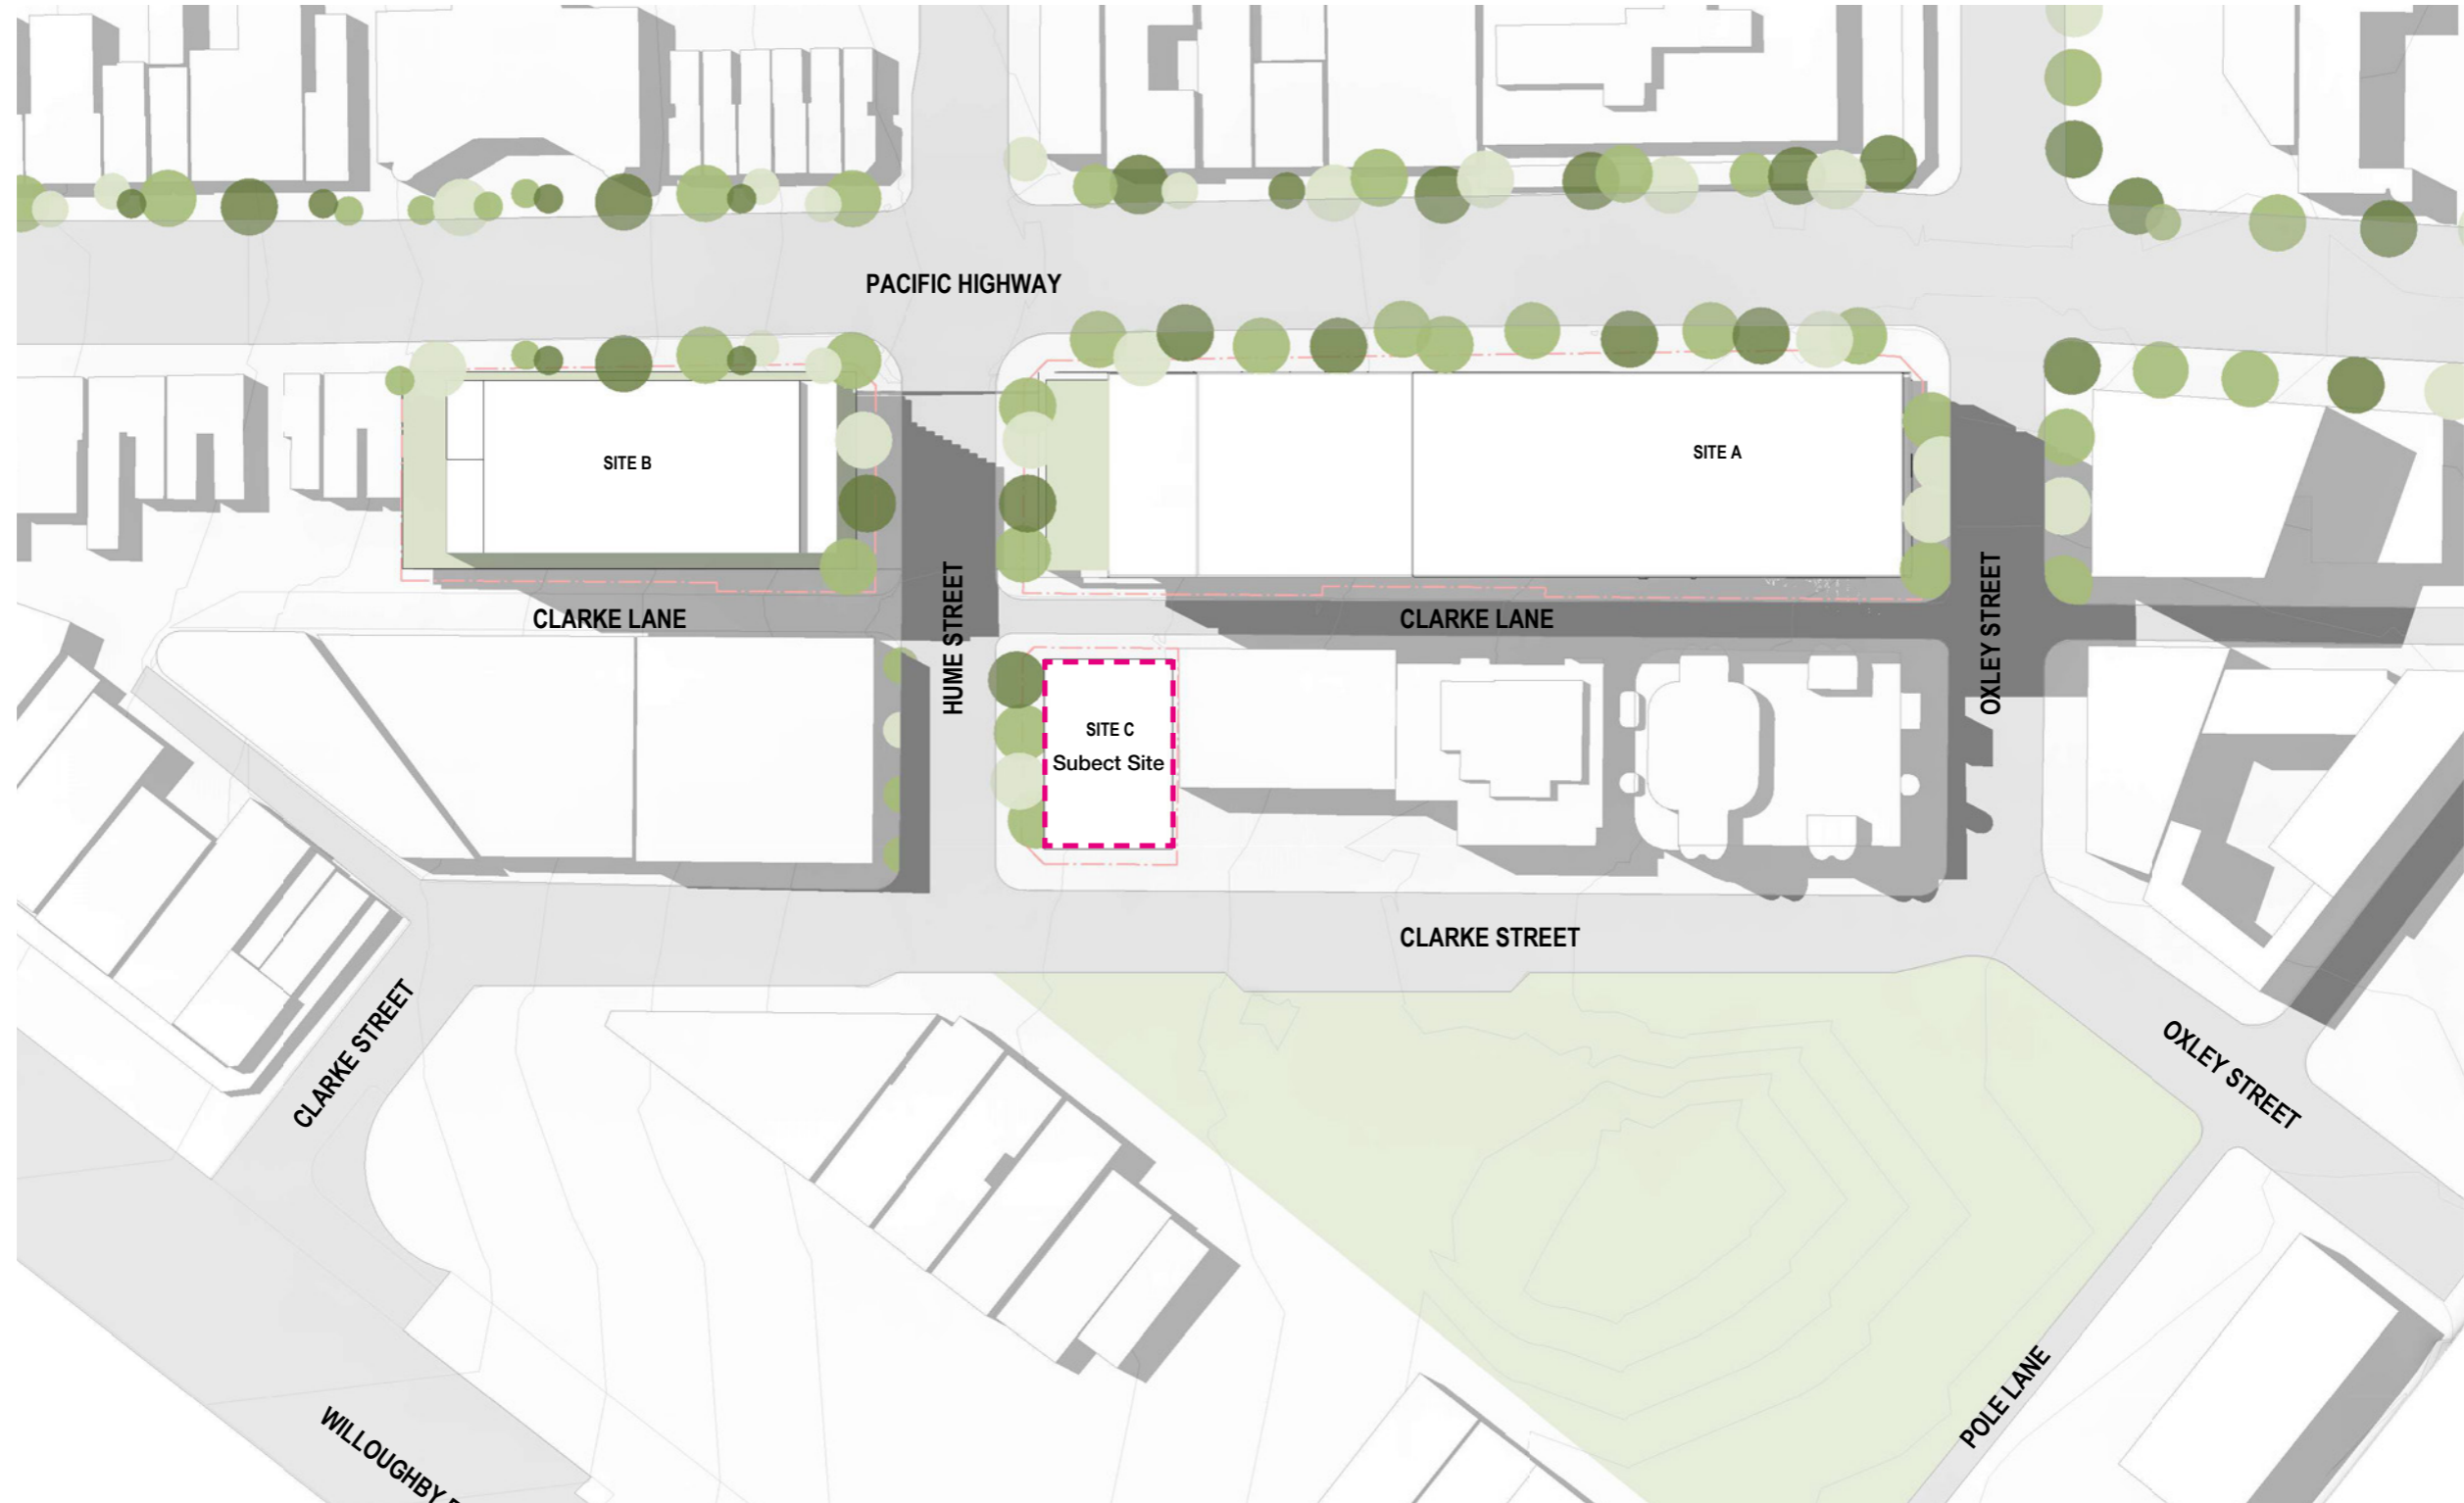 PACIFIC HIGHWAY
SITE B
SITE A
CLARKE LANE
HUME STREET
CLARKE LANE
OXLEY STREET
SITE C
Subect Site
CLARKE STREET
CLARKE STREET
OXLEY STREET
POLE LANE
WILLOUGHBY